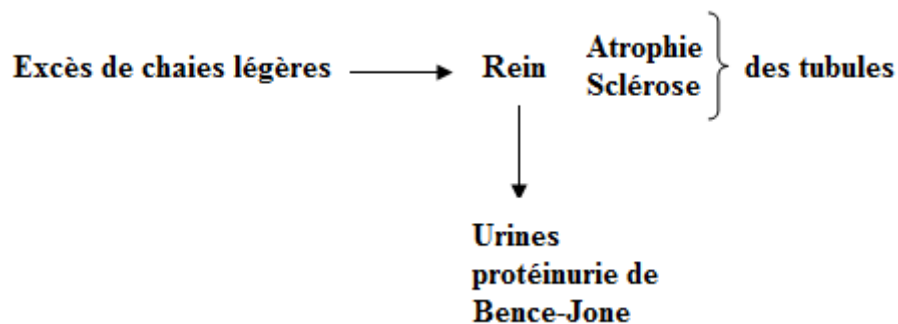 Excès de chaies légères
Rein
Atrophie
Sclérose
des tubules
Urines
protéinurie de
Bence-Jone